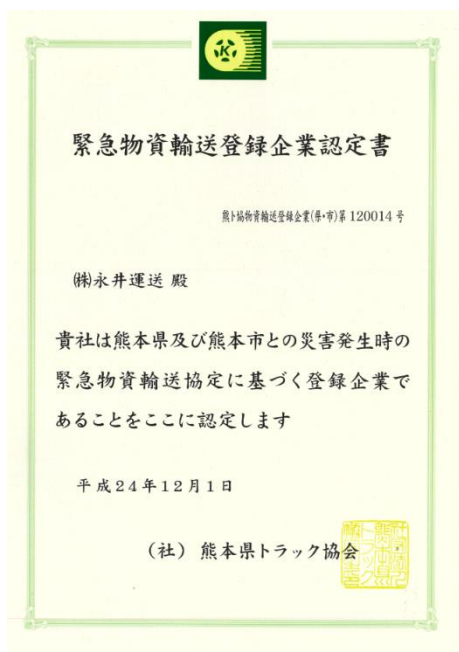 K
緊急物資輸送登録企業認定書
熊ト協物資輸送登録企業(県・市)第120014号
㈱永井運送 殿
貴社は熊本県及び熊本市との災害発生時の
緊急物資輸送協定に基づく登録企業で
あることをここに認定します
平成24年12月1日
(社) 熊本県トラック協会